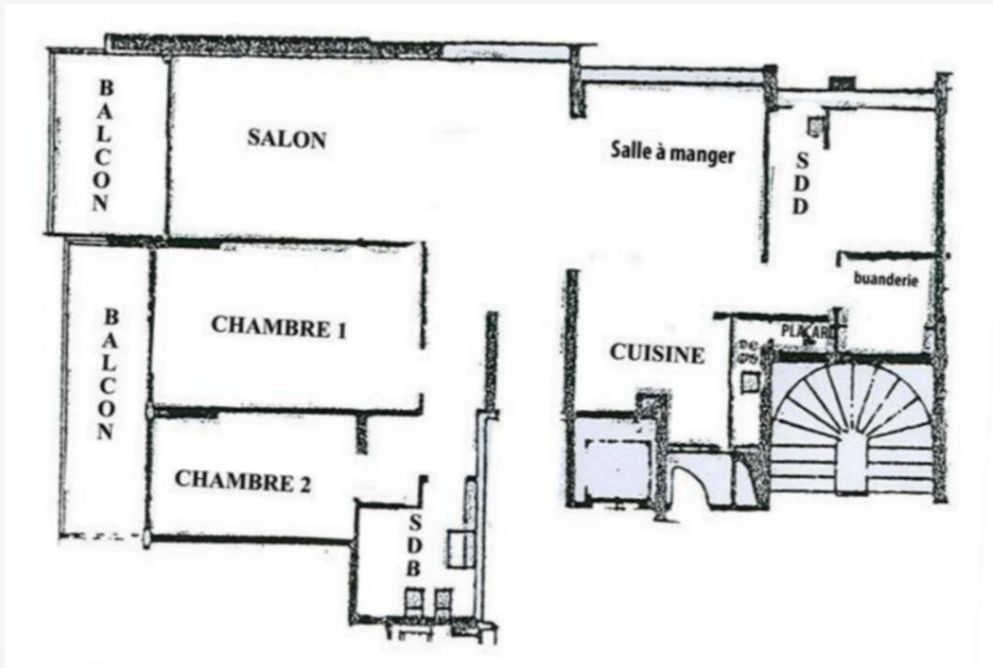 BALCON
SALON
Salle à manger
SDD
buanderie
BALCON
CHAMBRE 1
CUISINE
PLACARD
CHAMBRE 2
SDB